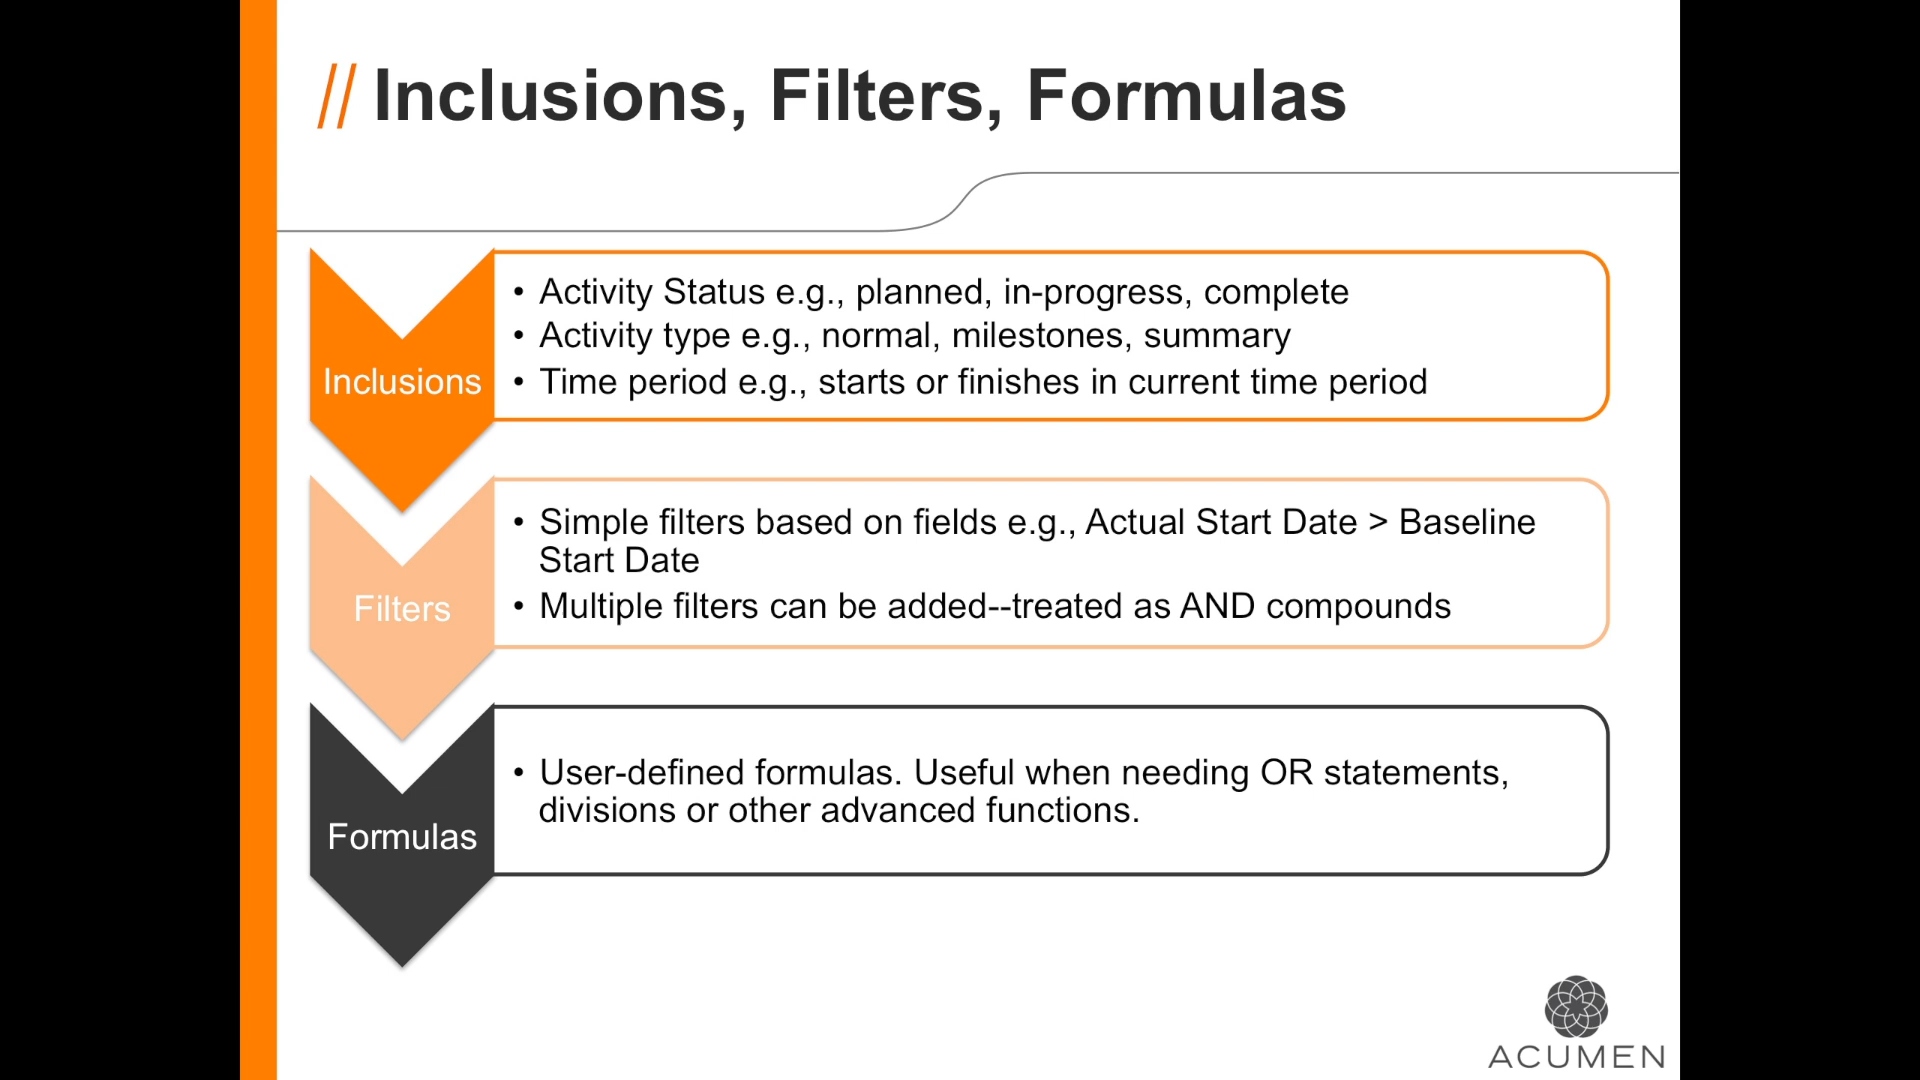 // Inclusions, Filters, Formulas
Inclusions
• Activity Status e.g., planned, in-progress, complete
• Activity type e.g., normal, milestones, summary
• Time period e.g., starts or finishes in current time period
Filters
• Simple filters based on fields e.g., Actual Start Date > Baseline
Start Date
• Multiple filters can be added--treated as AND compounds
Formulas
• User-defined formulas. Useful when needing OR statements,
divisions or other advanced functions.
ACUMEN